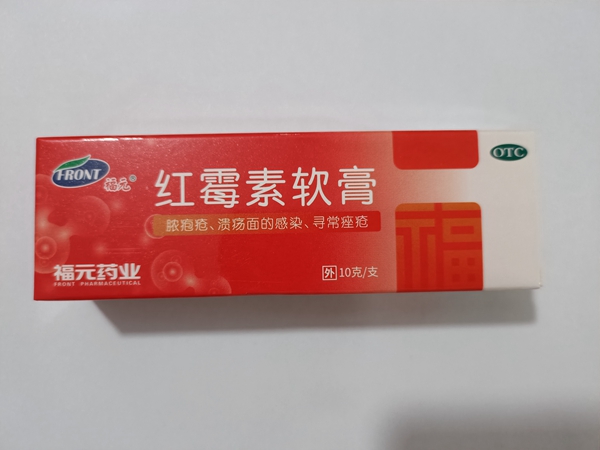 FRONT
福元®
红霉素软膏
OTC
脓疱疮、溃疡面的感染、寻常痤疮
福
福元药业
FRONT PHARMACEUTICAL
外 10克/支